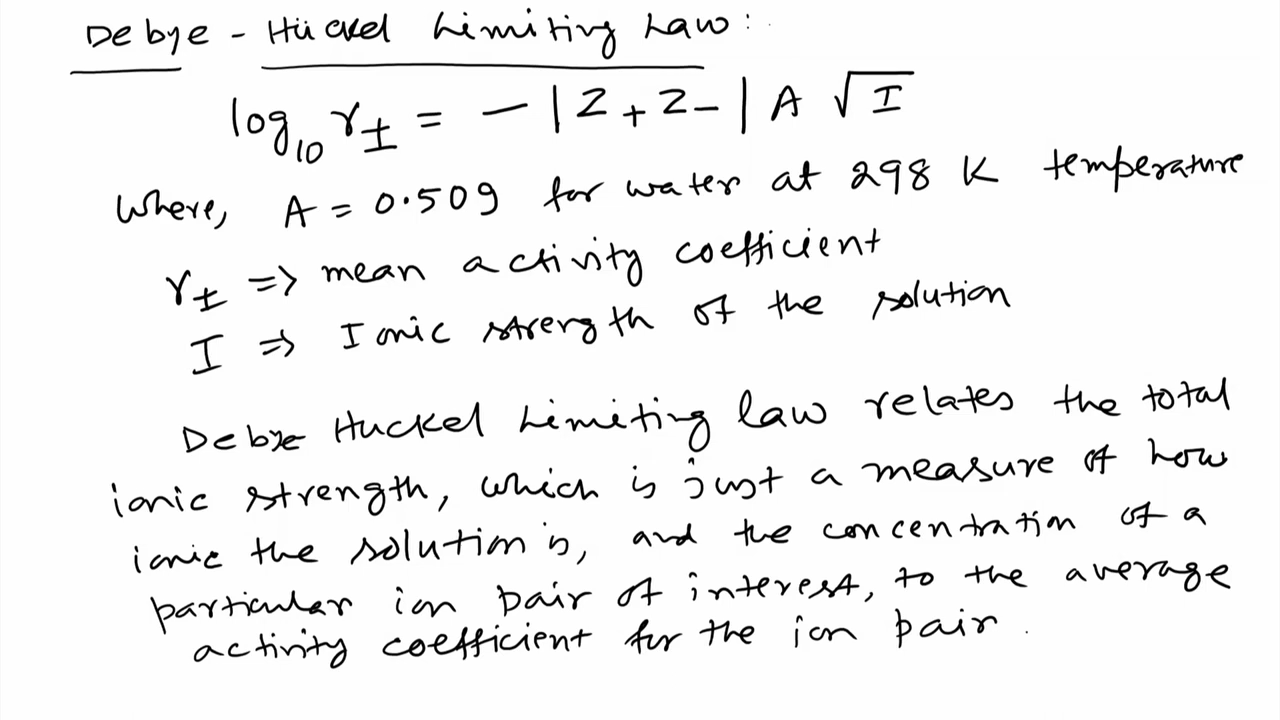 Debye - Hückel Limiting Law:
log₁₀ γ± = - |Z+ Z-| A √I
where, A = 0.509 for water at 298 K temperature
γ± => mean activity coefficient
I => Ionic strength of the solution
Debye Huckel Limiting law relates the total
ionic strength, which is just a measure of how
ionic the solution is, and the concentration of a
particular ion pair of interest, to the average
activity coefficient for the ion pair.